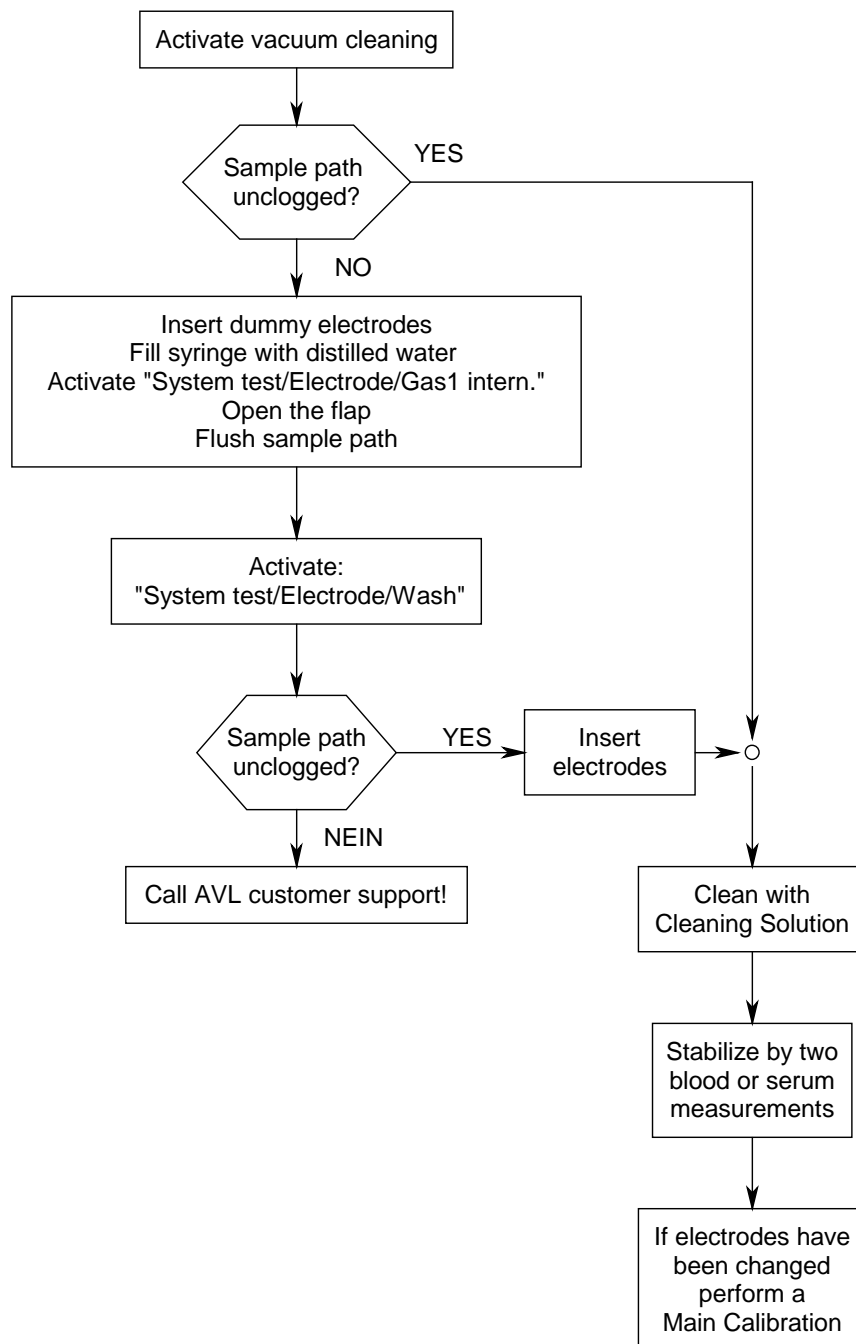 Activate vacuum cleaning
Sample path
unclogged?
YES
NO
Insert dummy electrodes
Fill syringe with distilled water
Activate "System test/Electrode/Gas1 intern."
Open the flap
Flush sample path
Activate:
"System test/Electrode/Wash"
Sample path
unclogged?
YES
Insert
electrodes
NEIN
Call AVL customer support!
Clean with
Cleaning Solution
Stabilize by two
blood or serum
measurements
If electrodes have
been changed
perform a
Main Calibration